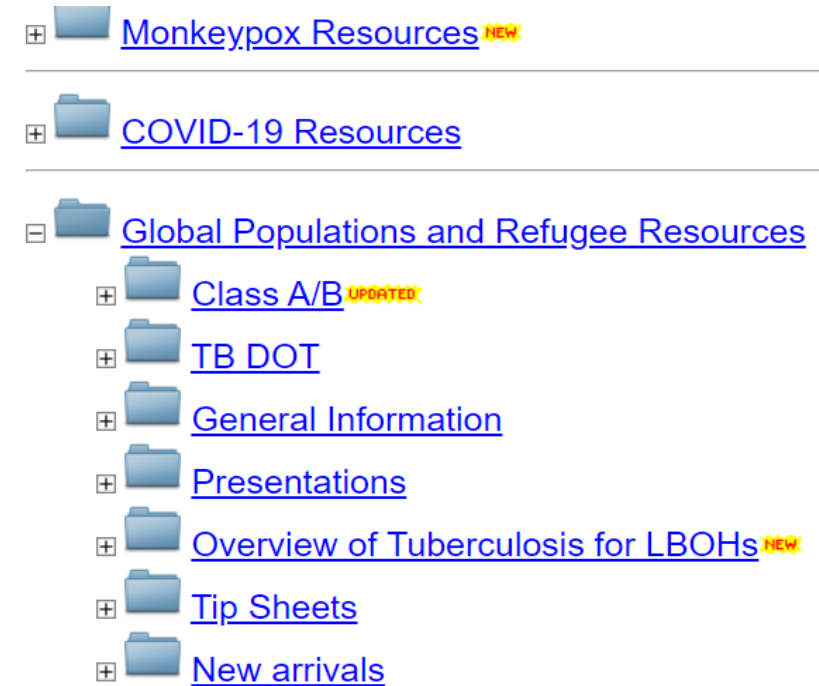 Monkeypox Resources NEW
COVID-19 Resources
Global Populations and Refugee Resources
Class A/B UPDATED
TB DOT
General Information
Presentations
Overview of Tuberculosis for LBOHs NEW
Tip Sheets
New arrivals